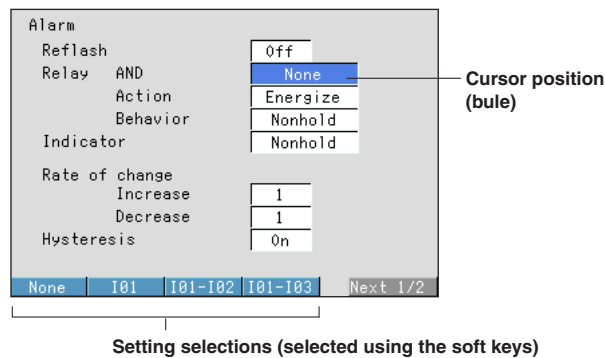 Alarm
Reflash Off
Relay AND None
Action Energize
Behavior Nonhold
Indicator Nonhold
Rate of change
Increase 1
Decrease 1
Hysteresis On
None I01 I01-I02 I01-I03 Next 1/2
Cursor position
(bule)
Setting selections (selected using the soft keys)